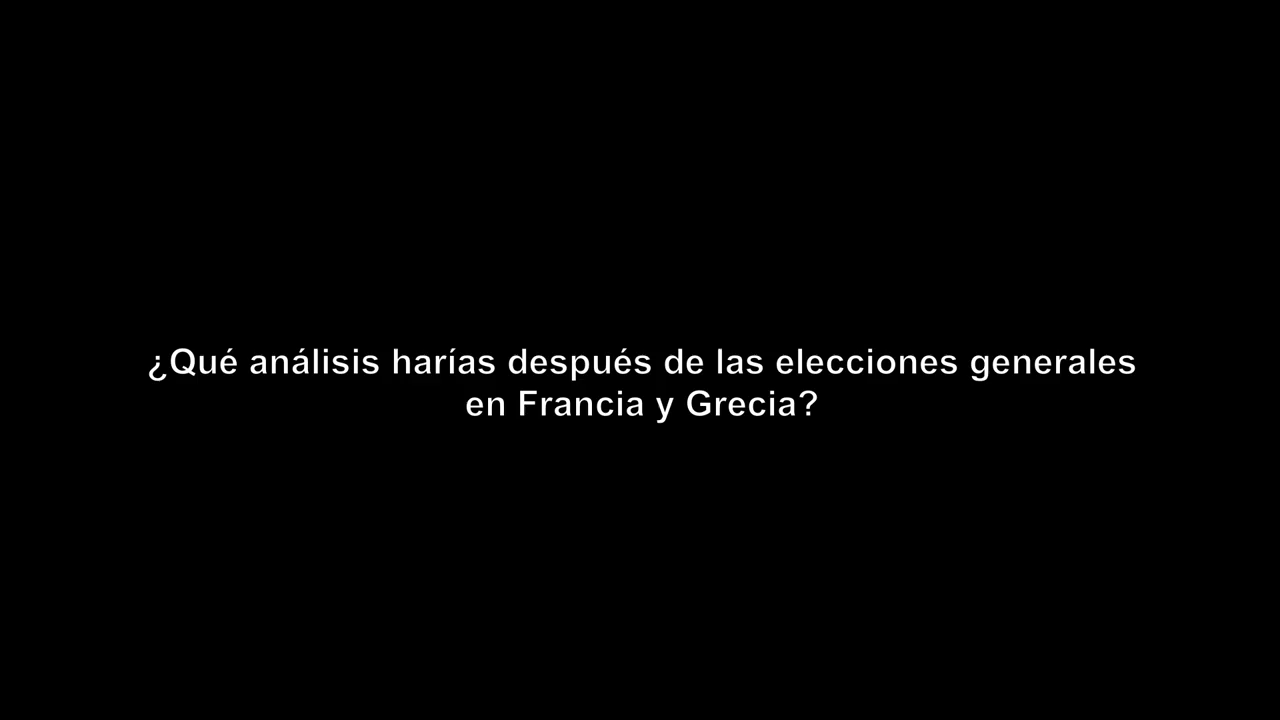 ¿Qué análisis harías después de las elecciones generales
en Francia y Grecia?